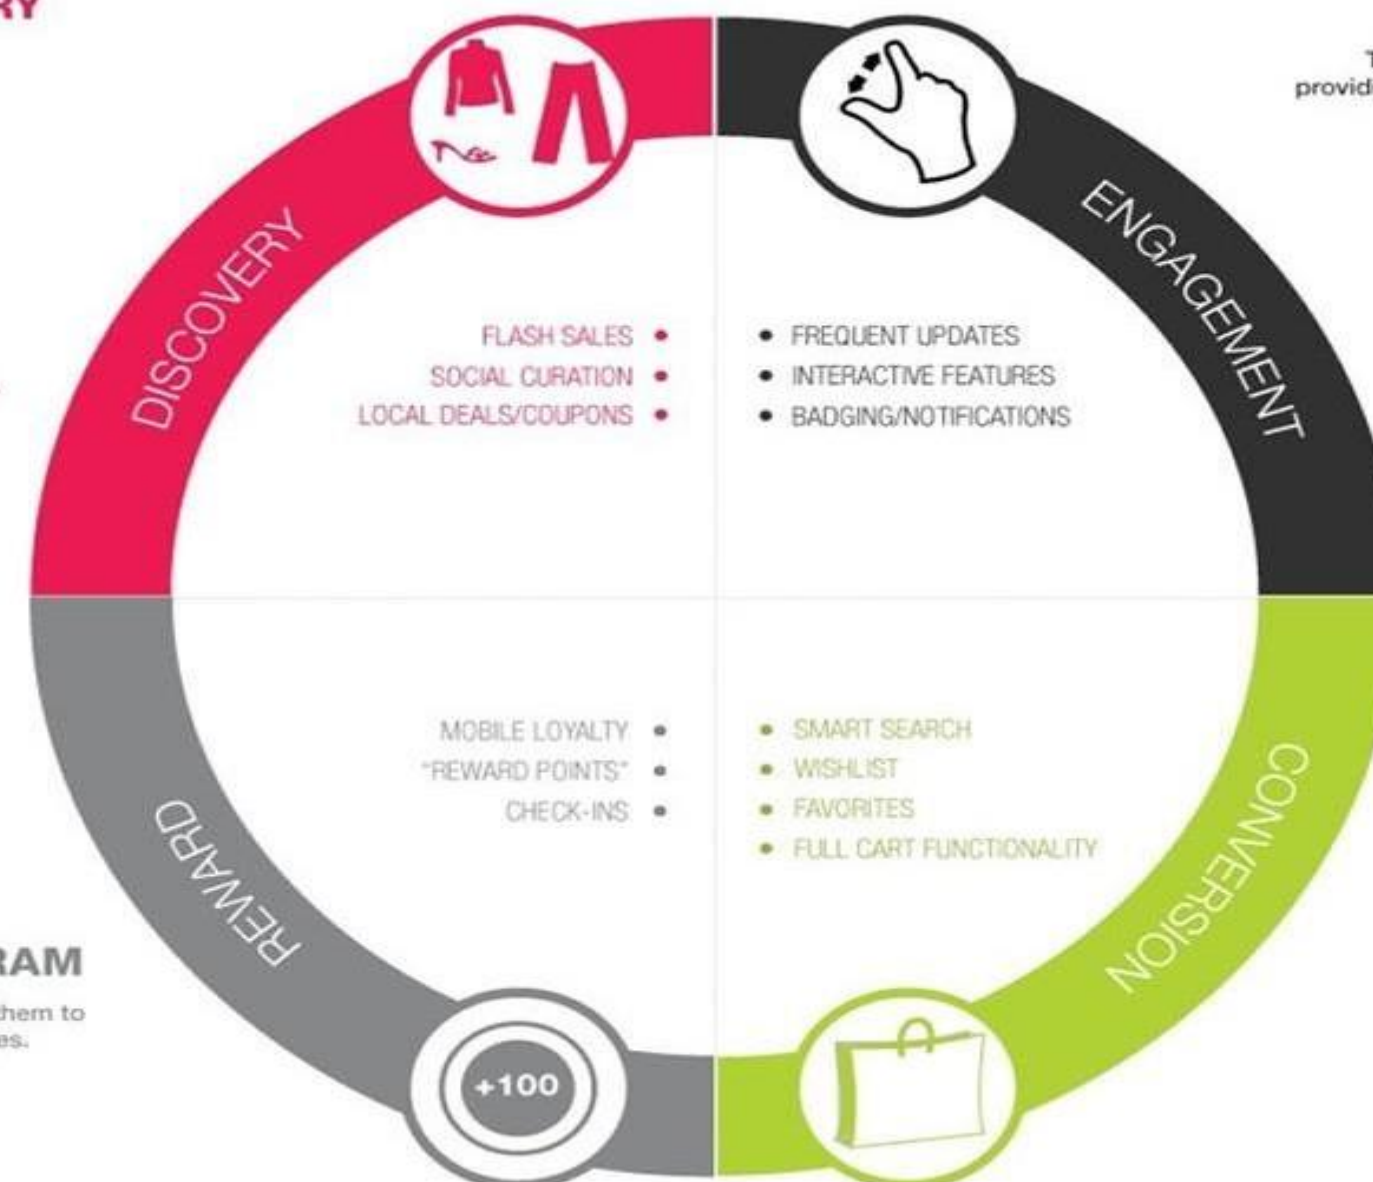 RY
DISCOVERY
FLASH SALES
SOCIAL CURATION
LOCAL DEALS/COUPONS
ENGAGEMENT
FREQUENT UPDATES
INTERACTIVE FEATURES
BADGING/NOTIFICATIONS
T
provid
REWARD
MOBILE LOYALTY
"REWARD POINTS"
CHECK-INS
CONVERSION
SMART SEARCH
WISHLIST
FAVORITES
FULL CART FUNCTIONALITY
RAM
hem to
es.
+100